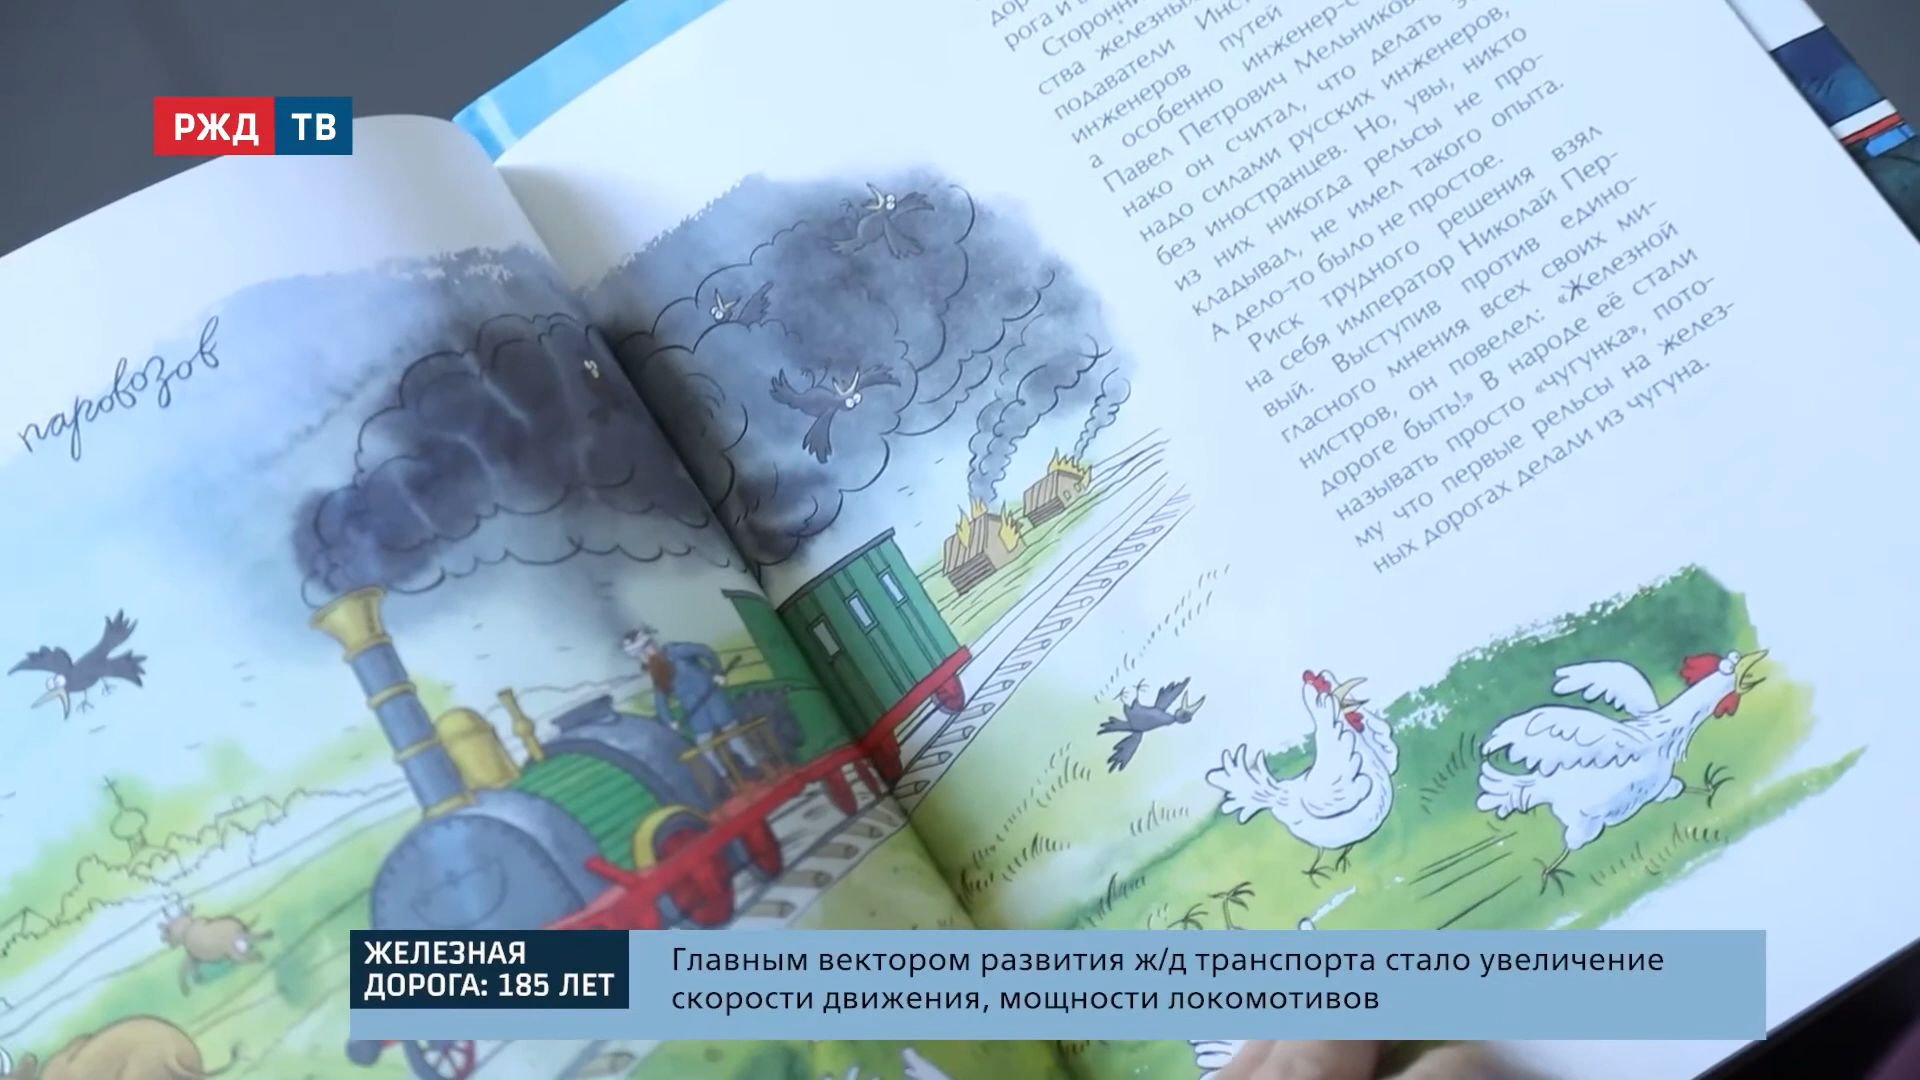 РЖД ТВ
паровозов
рога и в
Сторонни
ства железных
подаватели Инс
инженеров путей
а особенно инженер-с
Павел Петрович Мельников
нако он считал, что делать э
надо силами русских инженеров,
без иностранцев. Но, увы, никто
из них никогда рельсы не про-
кладывал, не имел такого опыта.
А дело-то было не простое.
Риск трудного решения взял
на себя император Николай Пер-
вый. Выступив против едино-
гласного мнения всех своих ми-
нистров, он повелел: «Железной
дороге быть!» В народе её стали
называть просто «чугунка», пото-
му что первые рельсы на желез-
ных дорогах делали из чугуна.
ЖЕЛЕЗНАЯ
ДОРОГА: 185 ЛЕТ
Главным вектором развития ж/д транспорта стало увеличение
скорости движения, мощности локомотивов